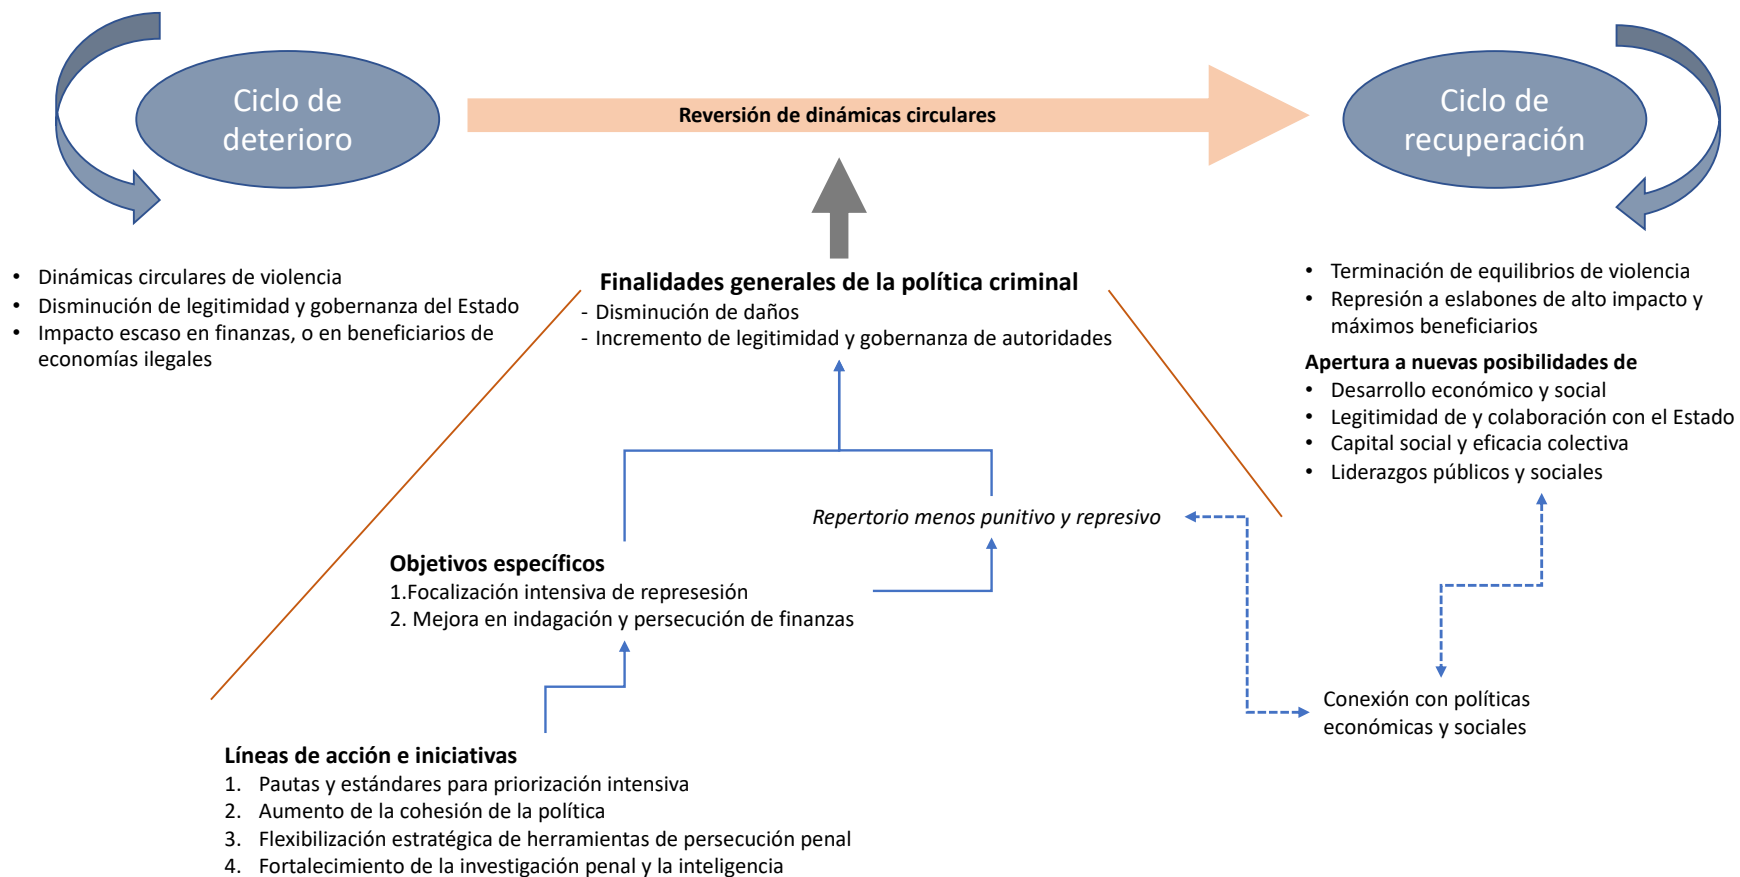 Ciclo de
deterioro
Reversión de dinámicas circulares
Ciclo de
recuperación
• Dinámicas circulares de violencia
• Disminución de legitimidad y gobernanza del Estado
• Impacto escaso en finanzas, o en beneficiarios de
economías ilegales
Finalidades generales de la política criminal
- Disminución de daños
- Incremento de legitimidad y gobernanza de autoridades
• Terminación de equilibrios de violencia
• Represión a eslabones de alto impacto y
máximos beneficiarios
Apertura a nuevas posibilidades de
• Desarrollo económico y social
• Legitimidad de y colaboración con el Estado
• Capital social y eficacia colectiva
• Liderazgos públicos y sociales
Repertorio menos punitivo y represivo
Objetivos específicos
1.Focalización intensiva de represesión
2. Mejora en indagación y persecución de finanzas
Conexión con políticas
económicas y sociales
Líneas de acción e iniciativas
1. Pautas y estándares para priorización intensiva
2. Aumento de la cohesión de la política
3. Flexibilización estratégica de herramientas de persecución penal
4. Fortalecimiento de la investigación penal y la inteligencia